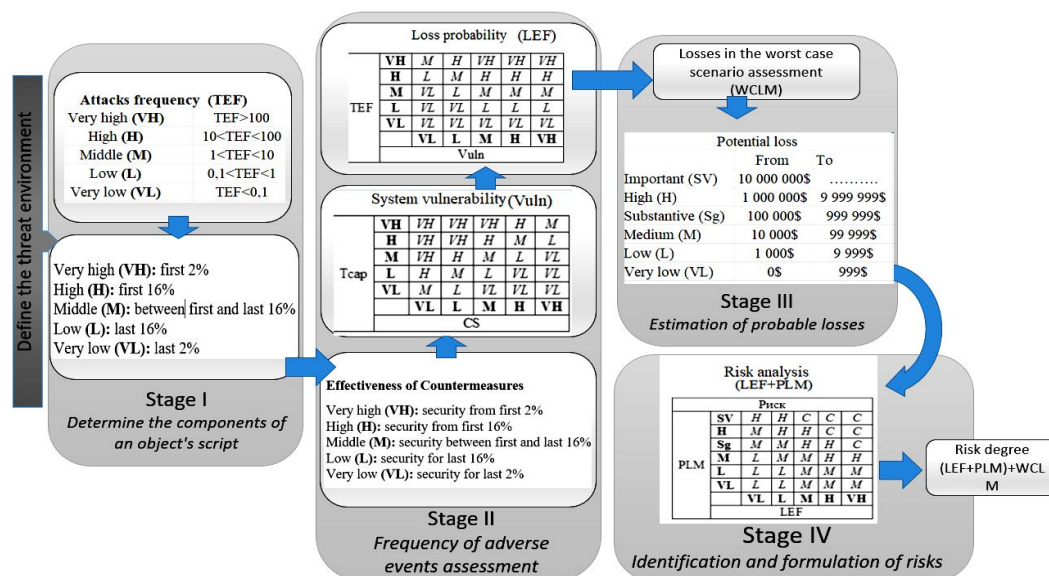 Define the threat environment
Attacks frequency (TEF)
Very high (VH) TEF>100
High (H) 10<TEF<100
Middle (M) 1<TEF<10
Low (L) 0,1<TEF<1
Very low (VL) TEF<0,1
Very high (VH): first 2%
High (H): first 16%
Middle (M): between first and last 16%
Low (L): last 16%
Very low (VL): last 2%
Stage I
Determine the components
of an object's script
Loss probability (LEF)
TEF
VH M H VH VH VH
H L M H H H
M VL L M M M
L VL VL L L L
VL VL VL VL VL VL
VL L M H VH
Vuln
System vulnerability(Vuln)
Tcap
VH VH VH VH H M
H VH VH H M L
M VH H M L VL
L H M L VL VL
VL M L VL VL VL
VL L M H VH
CS
Effectiveness of Countermeasures
Very high (VH): security from first 2%
High (H): security from first 16%
Middle (M): security between first and last 16%
Low (L): security for last 16%
Very low (VL): security for last 2%
Stage II
Frequency of adverse
events assessment
Losses in the worst case
scenario assessment
(WCLM)
Potential loss
From To
Important (SV) 10 000 000$ ..........
High (H) 1 000 000$ 9 999 999$
Substantive (Sg) 100 000$ 999 999$
Medium (M) 10 000$ 99 999$
Low (L) 1 000$ 9 999$
Very low (VL) 0$ 999$
Stage III
Estimation of probable losses
Risk analysis
(LEF+PLM)
Риск
PLM
SV H H C C C
H M H H C C
Sg M M H H C
M L M M H H
L L M M M M
VL L L M M M
VL L M H VH
LEF
Stage IV
Identification and formulation of risks
Risk degree
(LEF+PLM)+WCL
M